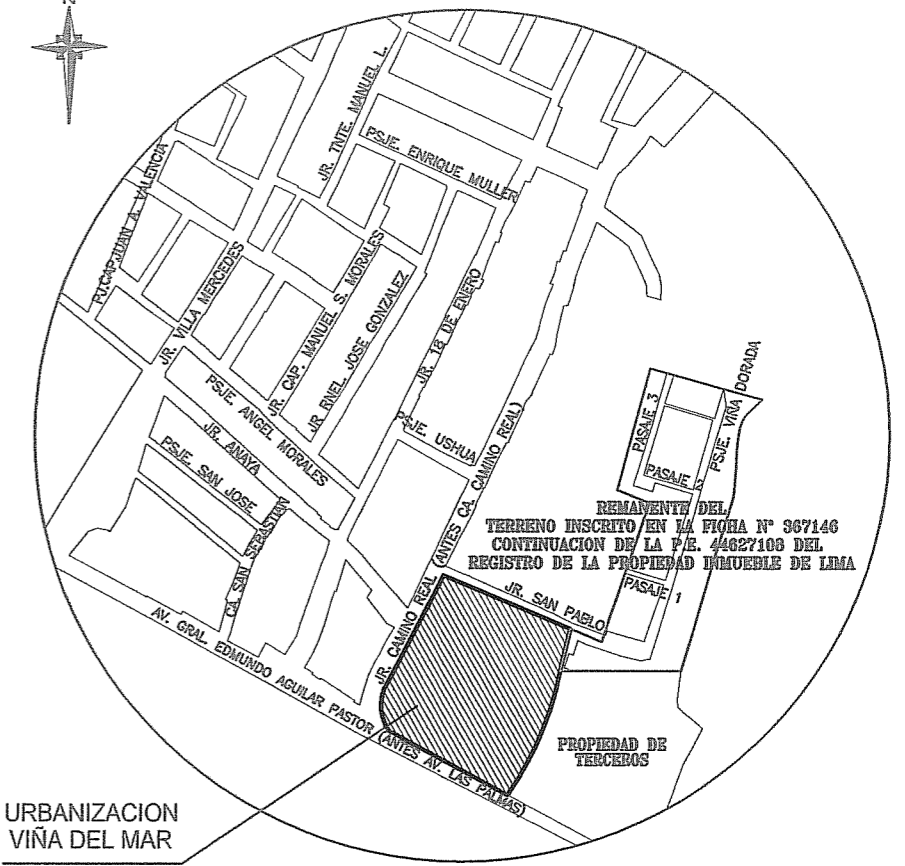 N
JR. TNTE. MANUEL L.
PSJE. ENRIQUE MULLER
PJ.CAP.JUAN A. VALENCIA
JR. VILLA MERCEDES
JR. CAP. MANUEL S. MORALES
JR RNEL. JOSE GONZALEZ
JR. 18 DE ENERO
PSJE. ANGEL MORALES
JR. ANAYA
PSJE. SAN JOSE
CA SAN SEBASTIAN
PSJE. USHUA
JR. CAMINO REAL (ANTES CA. CAMINO REAL)
PASAJE 3
PSJE. VIÑA DORADA
PASAJE 2
REMANENTE DEL
TERRENO INSCRITO EN LA FICHA N° 367146
CONTINUACION DE LA P.E. 44627108 DEL
REGISTRO DE LA PROPIEDAD INMUEBLE DE LIMA
PASAJE 1
JR. SAN PABLO
AV. GRAL. EDMUNDO AGUILAR PASTOR (ANTES AV. LAS PALMAS)
PROPIEDAD DE
TERCEROS
URBANIZACION
VIÑA DEL MAR